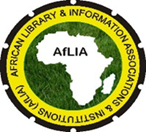 AFRICAN LIBRARY & INFORMATION ASSOCIATIONS & INSTITUTIONS (AfLIA)
AfLIA